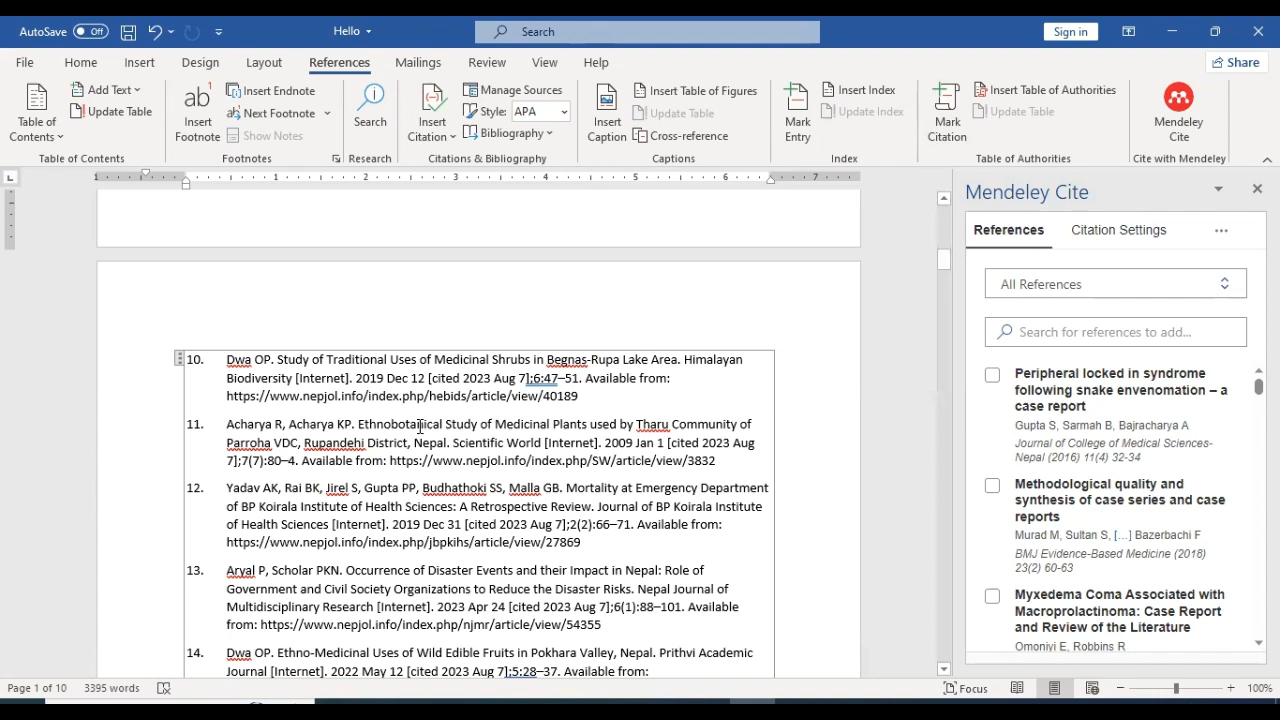 AutoSave Off Hello Search Sign in
File Home Insert Design Layout References Mailings Review View Help Share
Table of Contents
Add Text
Update Table
Table of Contents
ab
Insert Footnote
Insert Endnote
Next Footnote
Show Notes
Footnotes
Search
Research
Insert Citation
Manage Sources
Style: APA
Bibliography
Citations & Bibliography
Insert Caption
Insert Table of Figures
Update Table
Cross-reference
Captions
Mark Entry
Insert Index
Update Index
Index
Mark Citation
Insert Table of Authorities
Update Table
Table of Authorities
Mendeley Cite
Cite with Mendeley
1 1 2 3 4 5 6 7
10. Dwa OP. Study of Traditional Uses of Medicinal Shrubs in Begnas-Rupa Lake Area. Himalayan
Biodiversity [Internet]. 2019 Dec 12 [cited 2023 Aug 7];6:47–51. Available from:
https://www.nepjol.info/index.php/hebids/article/view/40189
11. Acharya R, Acharya KP. Ethnobotanical Study of Medicinal Plants used by Tharu Community of
Parroha VDC, Rupandehi District, Nepal. Scientific World [Internet]. 2009 Jan 1 [cited 2023 Aug
7];7(7):80–4. Available from: https://www.nepjol.info/index.php/SW/article/view/3832
12. Yadav AK, Rai BK, Jirel S, Gupta PP, Budhathoki SS, Malla GB. Mortality at Emergency Department
of BP Koirala Institute of Health Sciences: A Retrospective Review. Journal of BP Koirala Institute
of Health Sciences [Internet]. 2019 Dec 31 [cited 2023 Aug 7];2(2):66–71. Available from:
https://www.nepjol.info/index.php/jbpkihs/article/view/27869
13. Aryal P, Scholar PKN. Occurrence of Disaster Events and their Impact in Nepal: Role of
Government and Civil Society Organizations to Reduce the Disaster Risks. Nepal Journal of
Multidisciplinary Research [Internet]. 2023 Apr 24 [cited 2023 Aug 7];6(1):88–101. Available
from: https://www.nepjol.info/index.php/njmr/article/view/54355
14. Dwa OP. Ethno-Medicinal Uses of Wild Edible Fruits in Pokhara Valley, Nepal. Prithvi Academic
Journal [Internet]. 2022 May 12 [cited 2023 Aug 7];5:28–37. Available from:
Mendeley Cite
References Citation Settings
All References
Search for references to add...
Peripheral locked in syndrome
following snake envenomation – a
case report
Gupta S, Sarmah B, Bajracharya A
Journal of College of Medical Sciences-
Nepal (2016) 11(4) 32-34
Methodological quality and
synthesis of case series and case
reports
Murad M, Sultan S, [...] Bazerbachi F
BMJ Evidence-Based Medicine (2018)
23(2) 60-63
Myxedema Coma Associated with
Macroprolactinoma: Case Report
and Review of the Literature
Omoniyi E, Robbins R
Page 1 of 10 3395 words Focus 100%